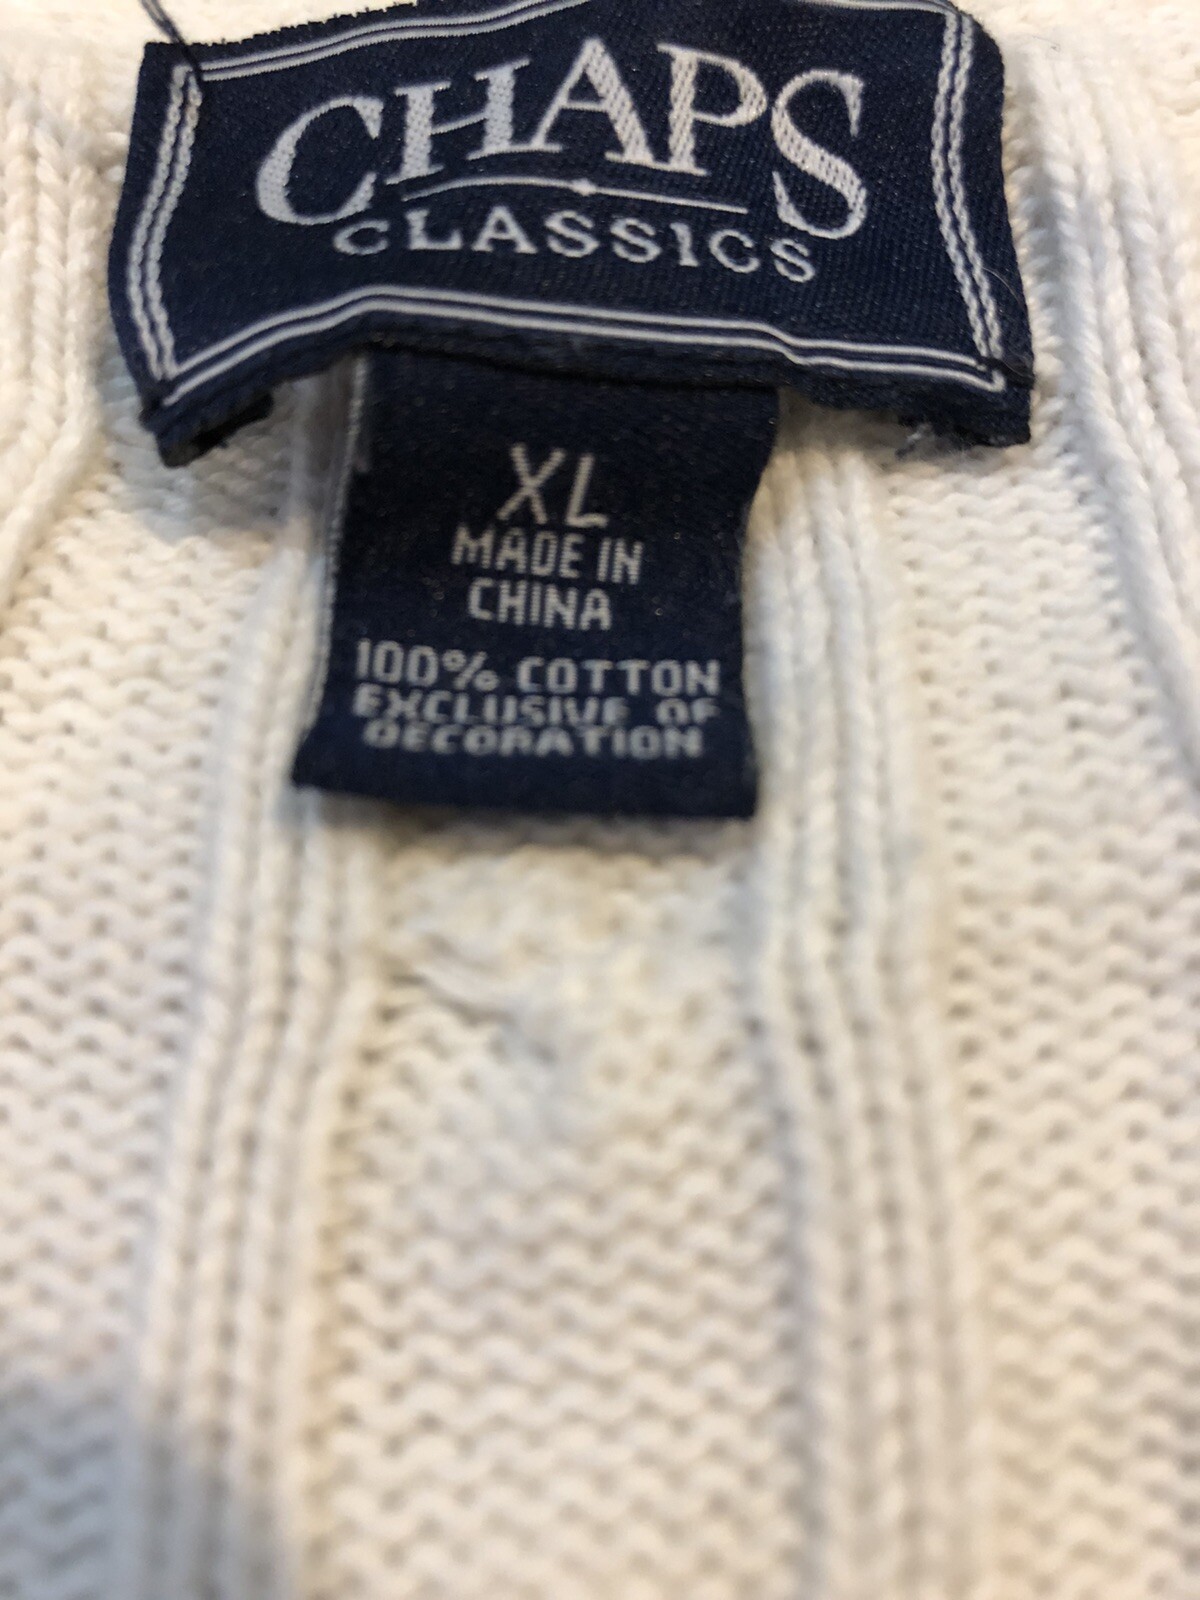 CHAPS
CLASSICS
XL
MADE IN
CHINA
100% COTTON
EXCLUSIVE OF
DECORATION